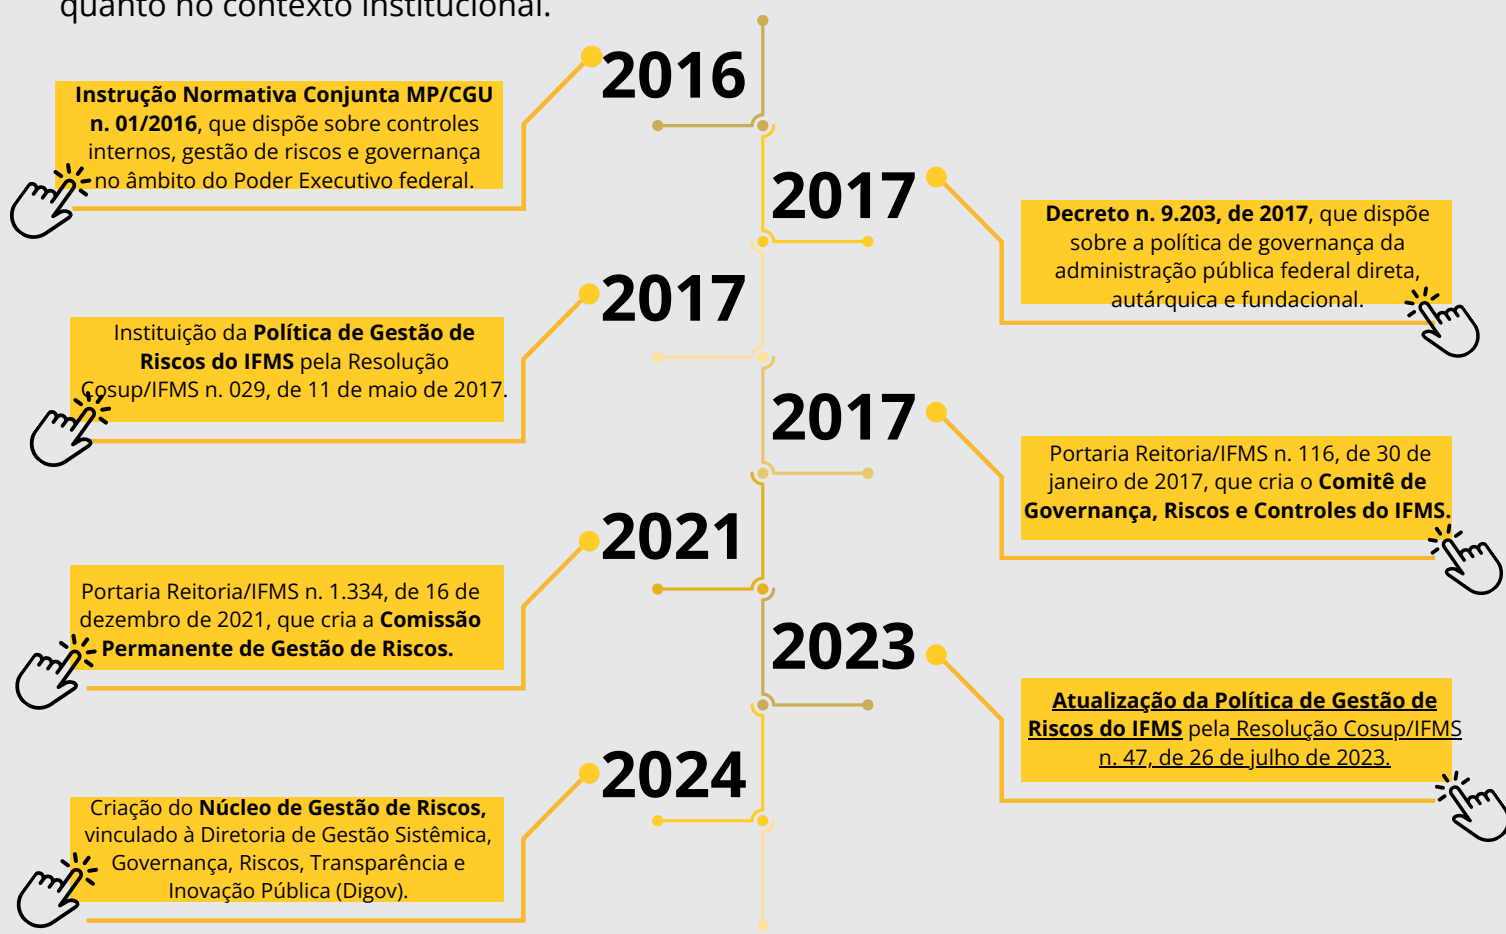 quanto no contexto institucional.
2016
Instrução Normativa Conjunta MP/CGU
n. 01/2016, que dispõe sobre controles
internos, gestão de riscos e governança
no âmbito do Poder Executivo federal.
2017
Decreto n. 9.203, de 2017, que dispõe
sobre a política de governança da
administração pública federal direta,
autárquica e fundacional.
2017
Instituição da Política de Gestão de
Riscos do IFMS pela Resolução
Cosup/IFMS n. 029, de 11 de maio de 2017.
2017
Portaria Reitoria/IFMS n. 116, de 30 de
janeiro de 2017, que cria o Comitê de
Governança, Riscos e Controles do IFMS.
2021
Portaria Reitoria/IFMS n. 1.334, de 16 de
dezembro de 2021, que cria a Comissão
Permanente de Gestão de Riscos.
2023
Atualização da Política de Gestão de
Riscos do IFMS pela Resolução Cosup/IFMS
n. 47, de 26 de julho de 2023.
2024
Criação do Núcleo de Gestão de Riscos,
vinculado à Diretoria de Gestão Sistêmica,
Governança, Riscos, Transparência e
Inovação Pública (Digov).